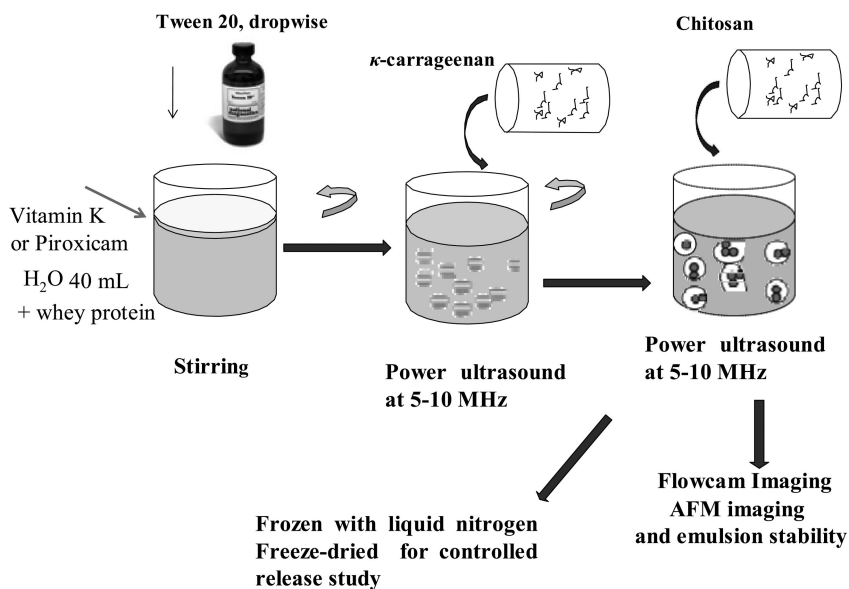 Tween 20, dropwise
κ-carrageenan
Chitosan
Vitamin K
or Piroxicam
H₂O 40 mL
+ whey protein
Stirring
Power ultrasound
at 5-10 MHz
Power ultrasound
at 5-10 MHz
Flowcam Imaging
AFM imaging
and emulsion stability
Frozen with liquid nitrogen
Freeze-dried for controlled
release study